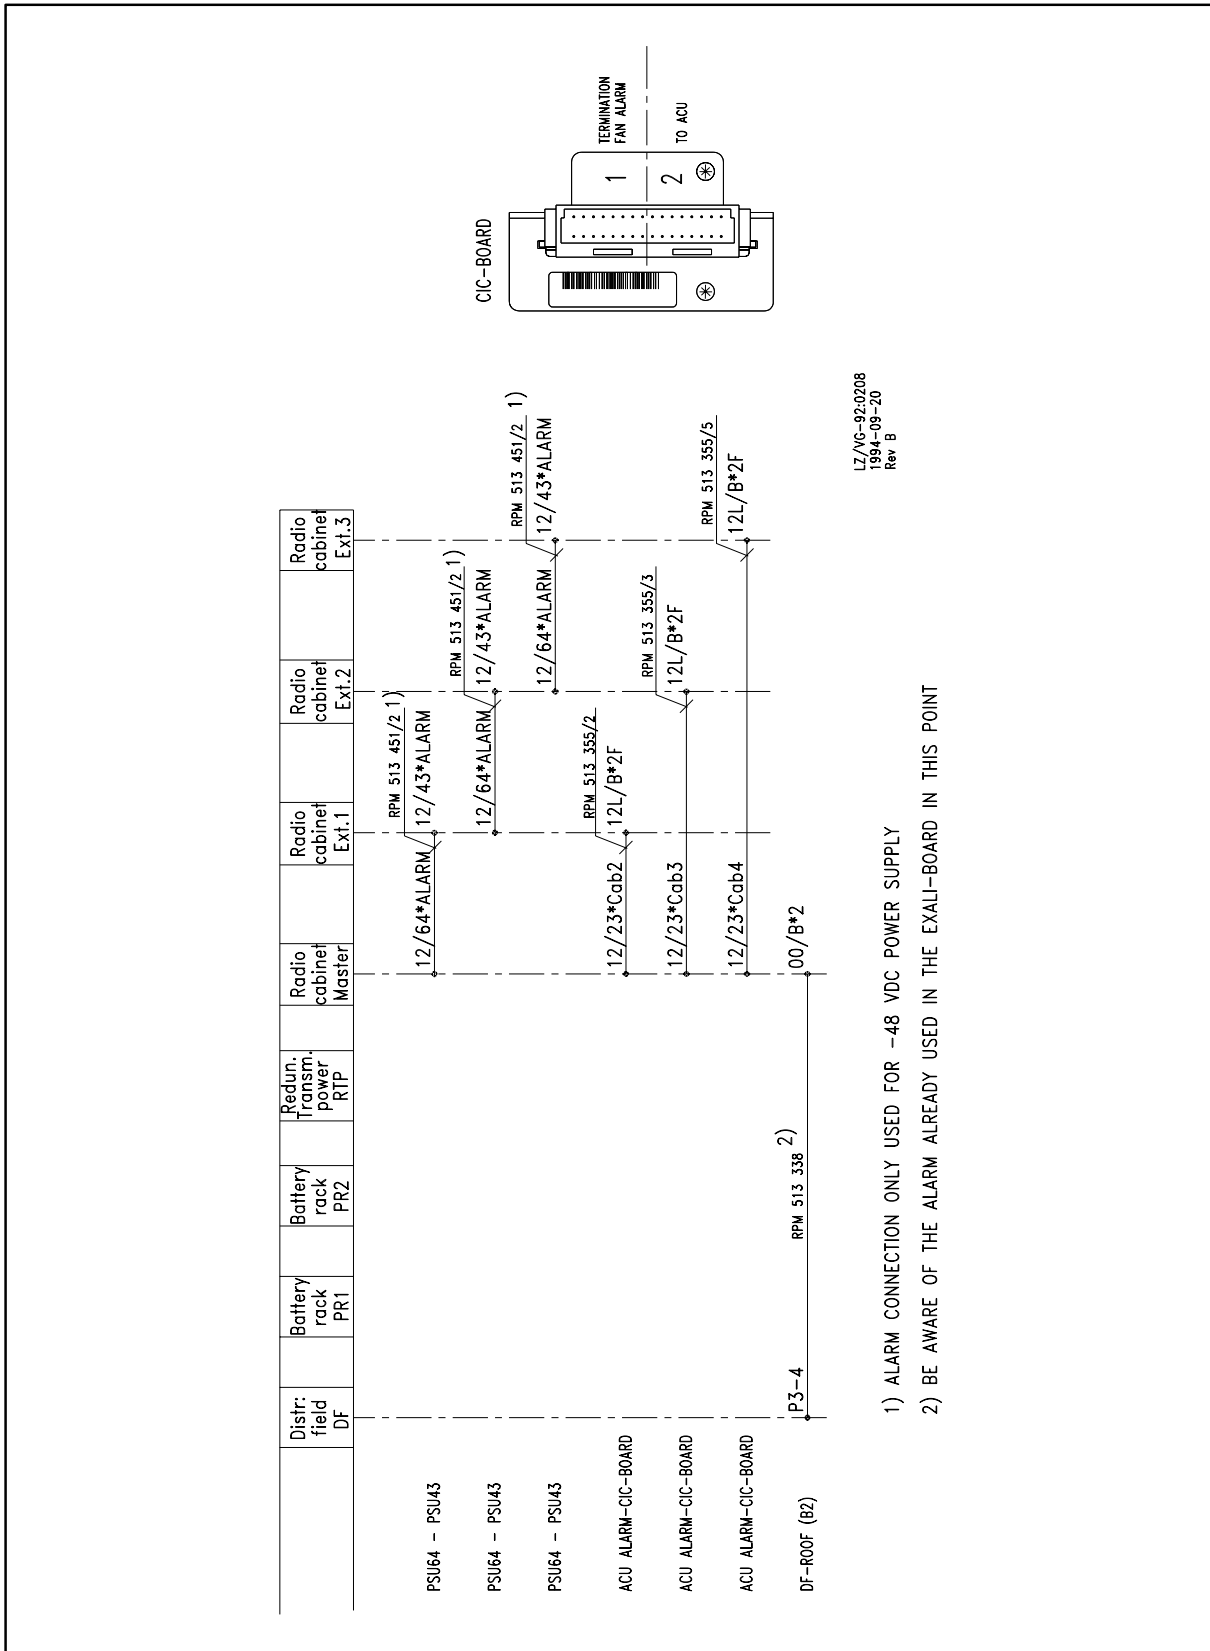 Distr:
field
DF
Battery
rack
PR1
Battery
rack
PR2
Redun.
Transm.
power
RTP
Radio
cabinet
Master
Radio
cabinet
Ext.1
Radio
cabinet
Ext.2
Radio
cabinet
Ext.3
PSU64 - PSU43
12/64*ALARM
RPM 513 451/2 1)
12/43*ALARM
PSU64 - PSU43
12/64*ALARM
RPM 513 451/2 1)
12/43*ALARM
PSU64 - PSU43
12/64*ALARM
RPM 513 451/2 1)
12/43*ALARM
ACU ALARM-CIC-BOARD
12/23*Cab2
RPM 513 355/2
12L/B*2F
ACU ALARM-CIC-BOARD
12/23*Cab3
RPM 513 355/3
12L/B*2F
ACU ALARM-CIC-BOARD
12/23*Cab4
RPM 513 355/5
12L/B*2F
DF-ROOF (B2)
P3-4
RPM 513 338 2)
00/B*2
1) ALARM CONNECTION ONLY USED FOR -48 VDC POWER SUPPLY
2) BE AWARE OF THE ALARM ALREADY USED IN THE EXALI-BOARD IN THIS POINT
LZ/VG-92:0208
1994-09-20
Rev B
CIC-BOARD
1
2
TERMINATION
FAN ALARM
TO ACU